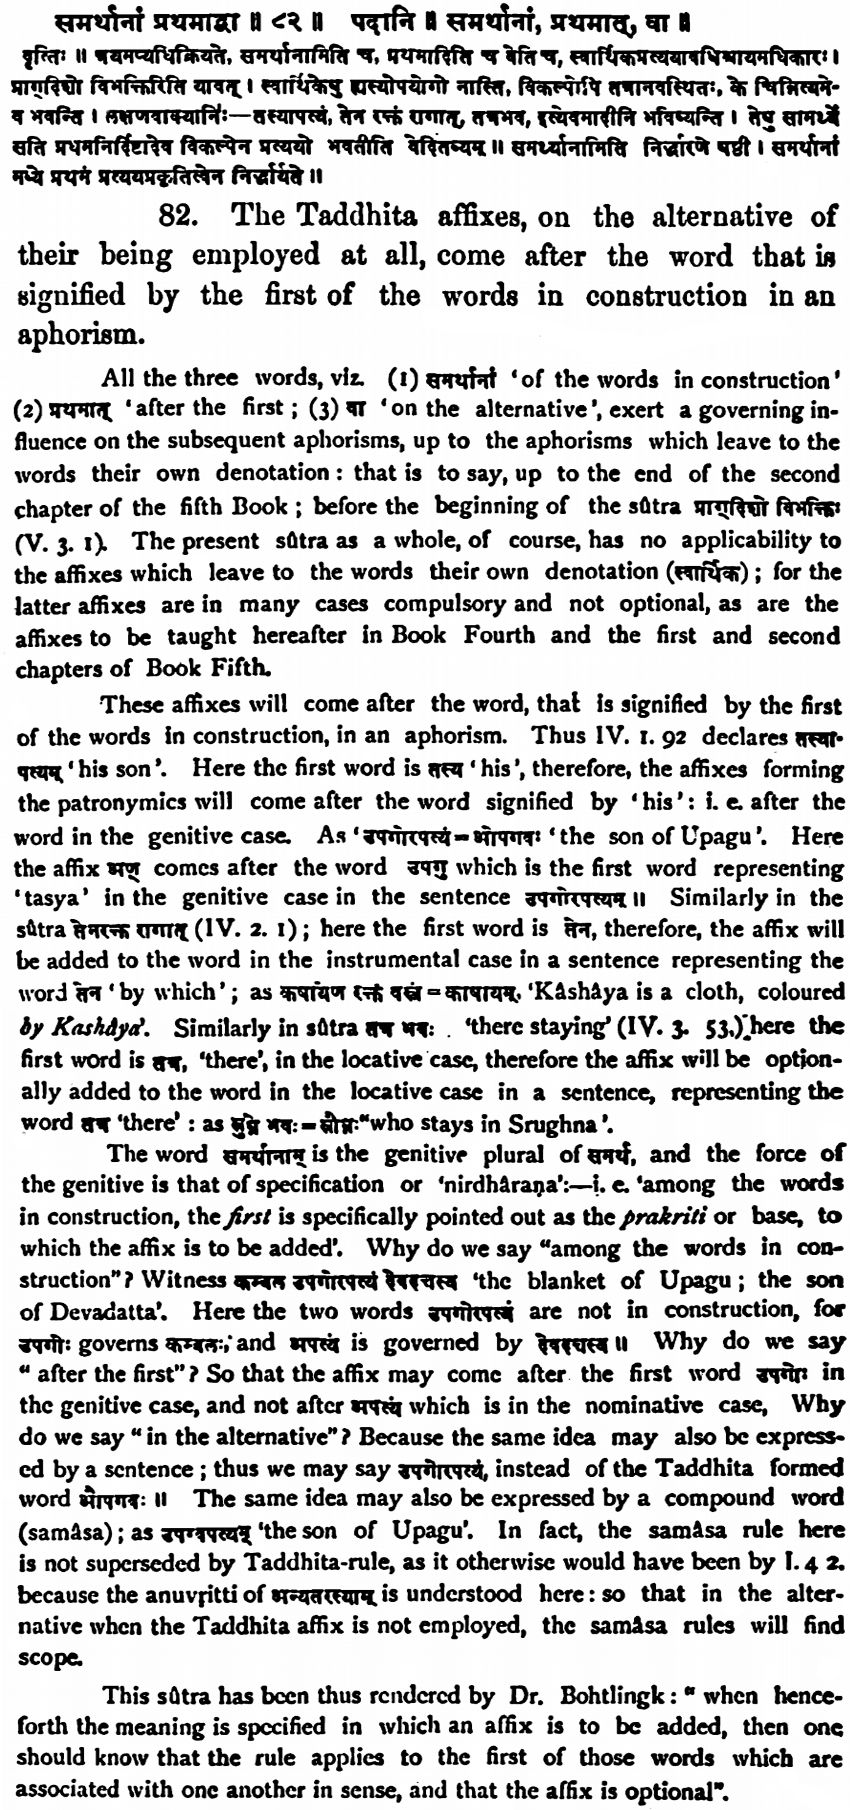 समर्थानां प्रथमाद्वा ॥ ८२ ॥ पदानि ॥ समर्थानां, प्रथमात्, वा ॥
वृत्तिः ॥ त्रयमप्यधिक्रियते, समर्थानामिति च, प्रथमादिति च वेति च, स्वार्थिकप्रत्ययावधिश्चायमधिकारः ।
प्राग्दिशो विभक्तिरिति यावत् । स्वार्थिकेषु ह्यस्योपयोगो नास्ति, विकल्पोपि तत्रानवस्थितः, के चिन्नित्यमे-
व भवन्ति । लक्षणवाक्यानिः—तस्यापत्यं, तेन रक्तं रागात्, तत्रभव, इत्येवमादीनि भविष्यन्ति । तेषु सामर्थ्ये
सति प्रथमनिर्दिष्टादेव विकल्पेन प्रत्ययो भवतीति वेदितव्यम् ॥ समर्थ्यानामिति निर्द्धारणे षष्ठी । समर्थानां
मध्ये प्रथमं प्रत्ययप्रकृतित्वेन निर्द्धार्यते ॥
82. The Taddhita affixes, on the alternative of
their being employed at all, come after the word that is
signified by the first of the words in construction in an
aphorism.
All the three words, viz. (1) समर्थानां 'of the words in construction'
(2) प्रथमात् 'after the first ; (3) वा 'on the alternative', exert a governing in-
fluence on the subsequent aphorisms, up to the aphorisms which leave to the
words their own denotation : that is to say, up to the end of the second
chapter of the fifth Book ; before the beginning of the sûtra प्राग्दिशो विभक्तिः
(V. 3. 1). The present sûtra as a whole, of course, has no applicability to
the affixes which leave to the words their own denotation (स्वार्थिक) ; for the
latter affixes are in many cases compulsory and not optional, as are the
affixes to be taught hereafter in Book Fourth and the first and second
chapters of Book Fifth.
These affixes will come after the word, that is signified by the first
of the words in construction, in an aphorism. Thus IV. 1. 92 declares तस्या-
पत्यम् 'his son'. Here the first word is तस्य 'his', therefore, the affixes forming
the patronymics will come after the word signified by 'his' : i. e. after the
word in the genitive case. As 'उपगोरपत्यं = औपगवः 'the son of Upagu'. Here
the affix अण् comes after the word उपगु which is the first word representing
'tasya' in the genitive case in the sentence उपगोरपत्यम् ॥ Similarly in the
sûtra तेनरक्तं रागात् (IV. 2. 1) ; here the first word is तेन, therefore, the affix will
be added to the word in the instrumental case in a sentence representing the
word तेन 'by which' ; as कषायण रक्तं वस्त्रं = काषायम्, 'Kâshâya is a cloth, coloured
by Kashâya'. Similarly in sûtra तत्र भवः . 'there staying' (IV. 3. 53,) here the
first word is तत्र, 'there', in the locative case, therefore the affix will be option-
ally added to the word in the locative case in a sentence, representing the
word तत्र 'there' : as स्रुघ्ने भवः = स्रौघ्नः "who stays in Srughna'.
The word समर्थानाम् is the genitive plural of समर्थ, and the force of
the genitive is that of specification or 'nirdhâraṇa':—i. e. 'among the words
in construction, the first is specifically pointed out as the prakriti or base, to
which the affix is to be added'. Why do we say "among the words in con-
struction"? Witness कम्बल उपगोरपत्यं देवदत्तस्य 'the blanket of Upagu ; the son
of Devadatta'. Here the two words उपगोरपत्यं are not in construction, for
उपगोः governs कम्बलः, and अपत्यं is governed by देवदत्तस्य ॥ Why do we say
" after the first"? So that the affix may come after the first word उपगोः in
the genitive case, and not after अपत्यं which is in the nominative case, Why
do we say "in the alternative"? Because the same idea may also be express-
ed by a sentence ; thus we may say उपगोरपत्यं, instead of the Taddhita formed
word औपगवः ॥ The same idea may also be expressed by a compound word
(samâsa) ; as उपग्वपत्यम् 'the son of Upagu'. In fact, the samâsa rule here
is not superseded by Taddhita-rule, as it otherwise would have been by I. 4 2.
because the anuvṛitti of अन्यतरस्याम् is understood here : so that in the alter-
native when the Taddhita affix is not employed, the samâsa rules will find
scope.
This sûtra has been thus rendered by Dr. Bohtlingk : " when hence-
forth the meaning is specified in which an affix is to be added, then one
should know that the rule applies to the first of those words which are
associated with one another in sense, and that the affix is optional".